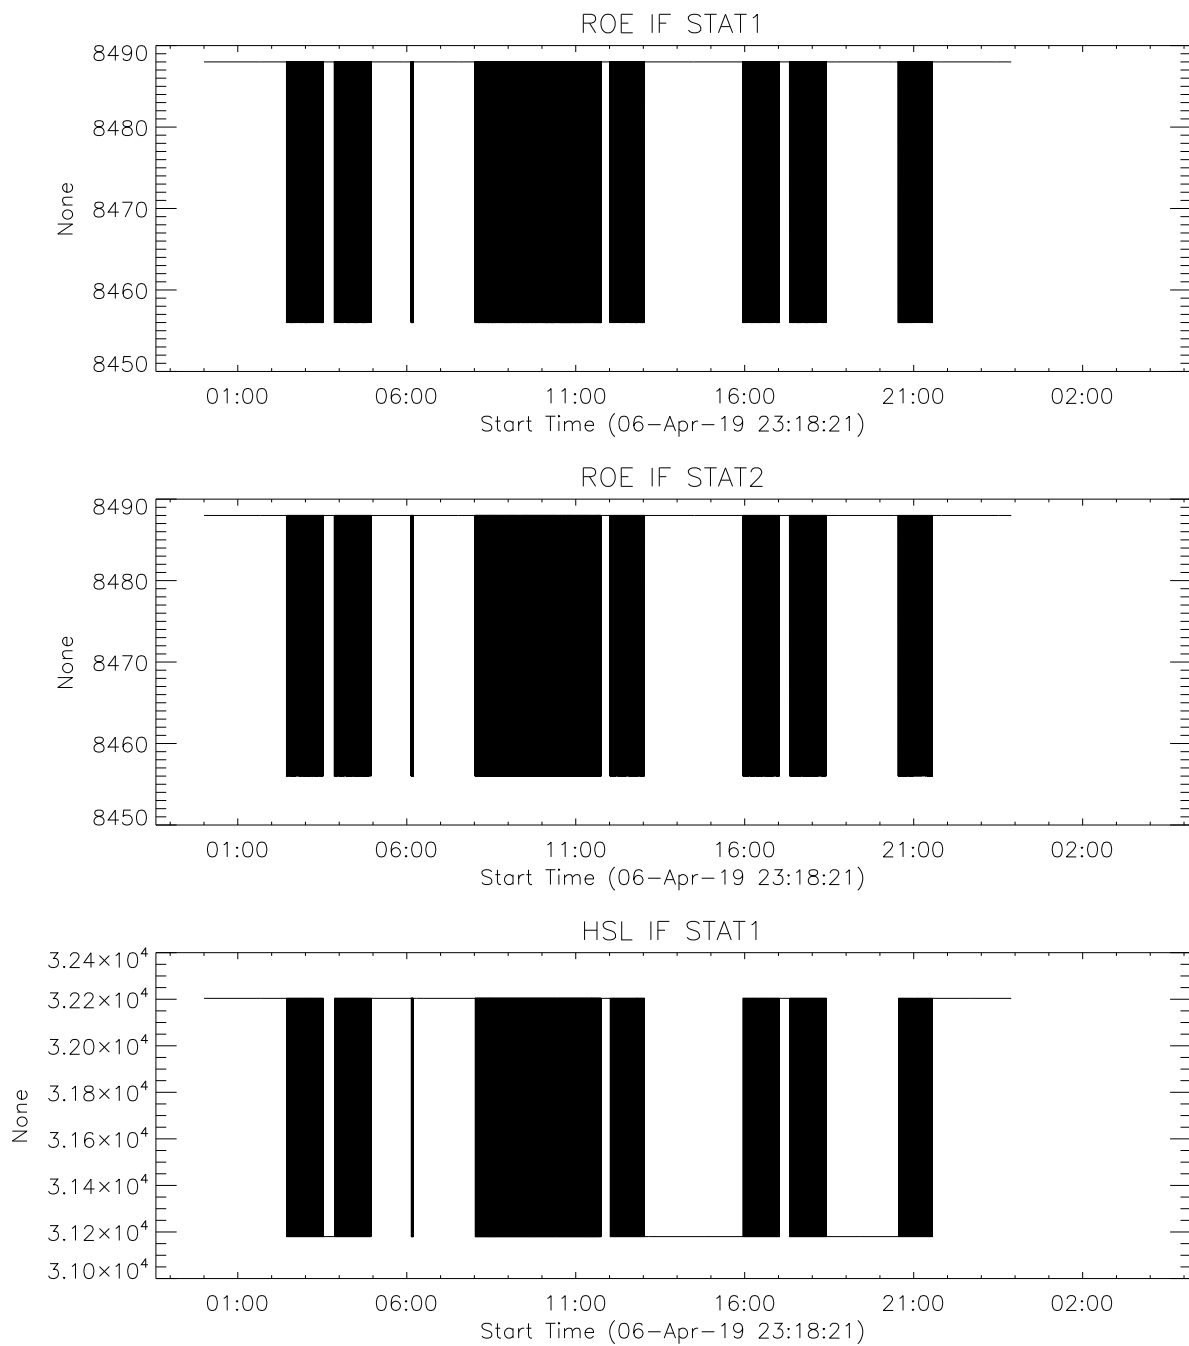 ROE IF STAT1
8490
8480
8470
8460
8450
None
01:00 06:00 11:00 16:00 21:00 02:00
Start Time (06-Apr-19 23:18:21)
ROE IF STAT2
8490
8480
8470
8460
8450
None
01:00 06:00 11:00 16:00 21:00 02:00
Start Time (06-Apr-19 23:18:21)
HSL IF STAT1
3.24×10⁴
3.22×10⁴
3.20×10⁴
3.18×10⁴
3.16×10⁴
3.14×10⁴
3.12×10⁴
3.10×10⁴
None
01:00 06:00 11:00 16:00 21:00 02:00
Start Time (06-Apr-19 23:18:21)